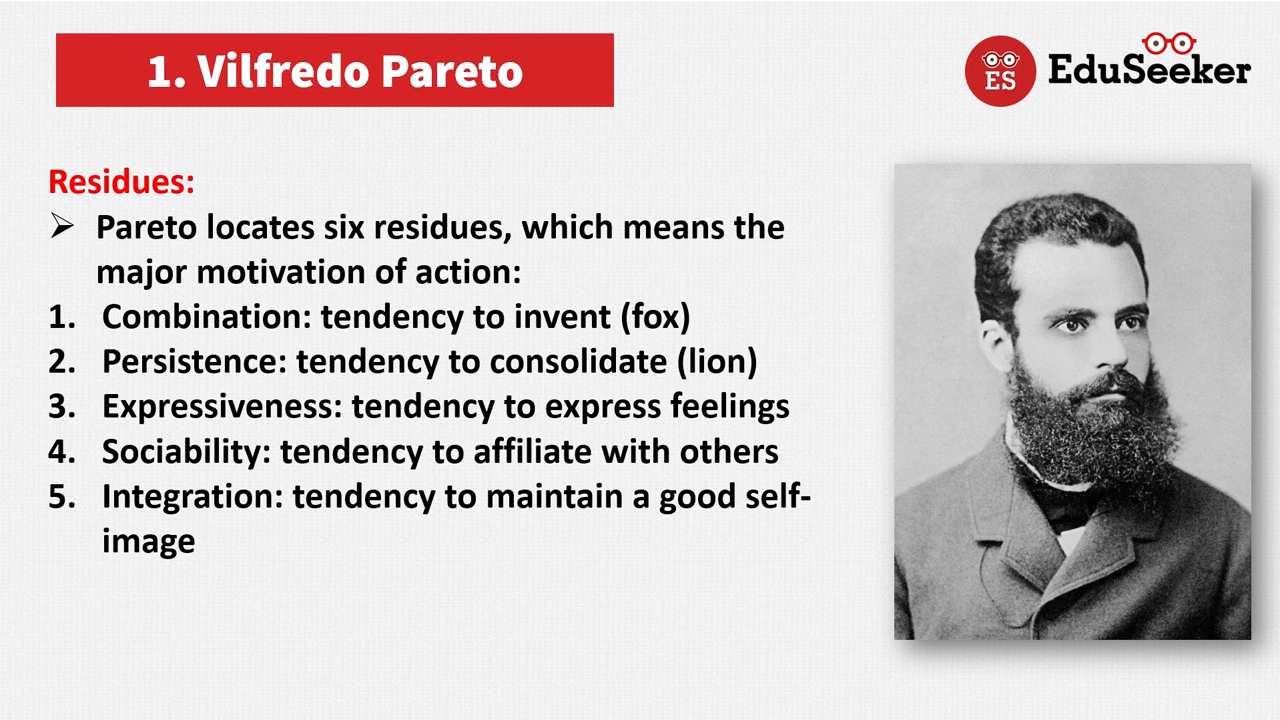 1. Vilfredo Pareto
ES
EduSeeker
Residues:
➢ Pareto locates six residues, which means the
major motivation of action:
1. Combination: tendency to invent (fox)
2. Persistence: tendency to consolidate (lion)
3. Expressiveness: tendency to express feelings
4. Sociability: tendency to affiliate with others
5. Integration: tendency to maintain a good self-
image